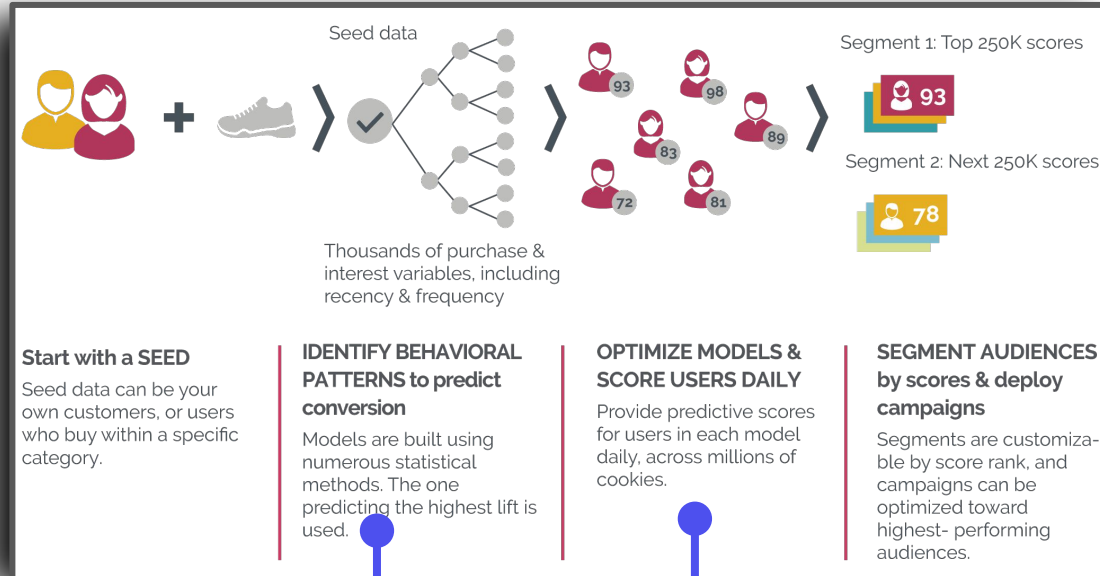 Seed data
Segment 1: Top 250K scores
93
98
93
89
83
Segment 2: Next 250K scores
72
81
78
Thousands of purchase &
interest variables, including
recency & frequency
Start with a SEED
Seed data can be your
own customers, or users
who buy within a specific
category.
IDENTIFY BEHAVIORAL
PATTERNS to predict
conversion
Models are built using
numerous statistical
methods. The one
predicting the highest lift is
used.
OPTIMIZE MODELS &
SCORE USERS DAILY
Provide predictive scores
for users in each model
daily, across millions of
cookies.
SEGMENT AUDIENCES
by scores & deploy
campaigns
Segments are customiza-
ble by score rank, and
campaigns can be
optimized toward
highest- performing
audiences.